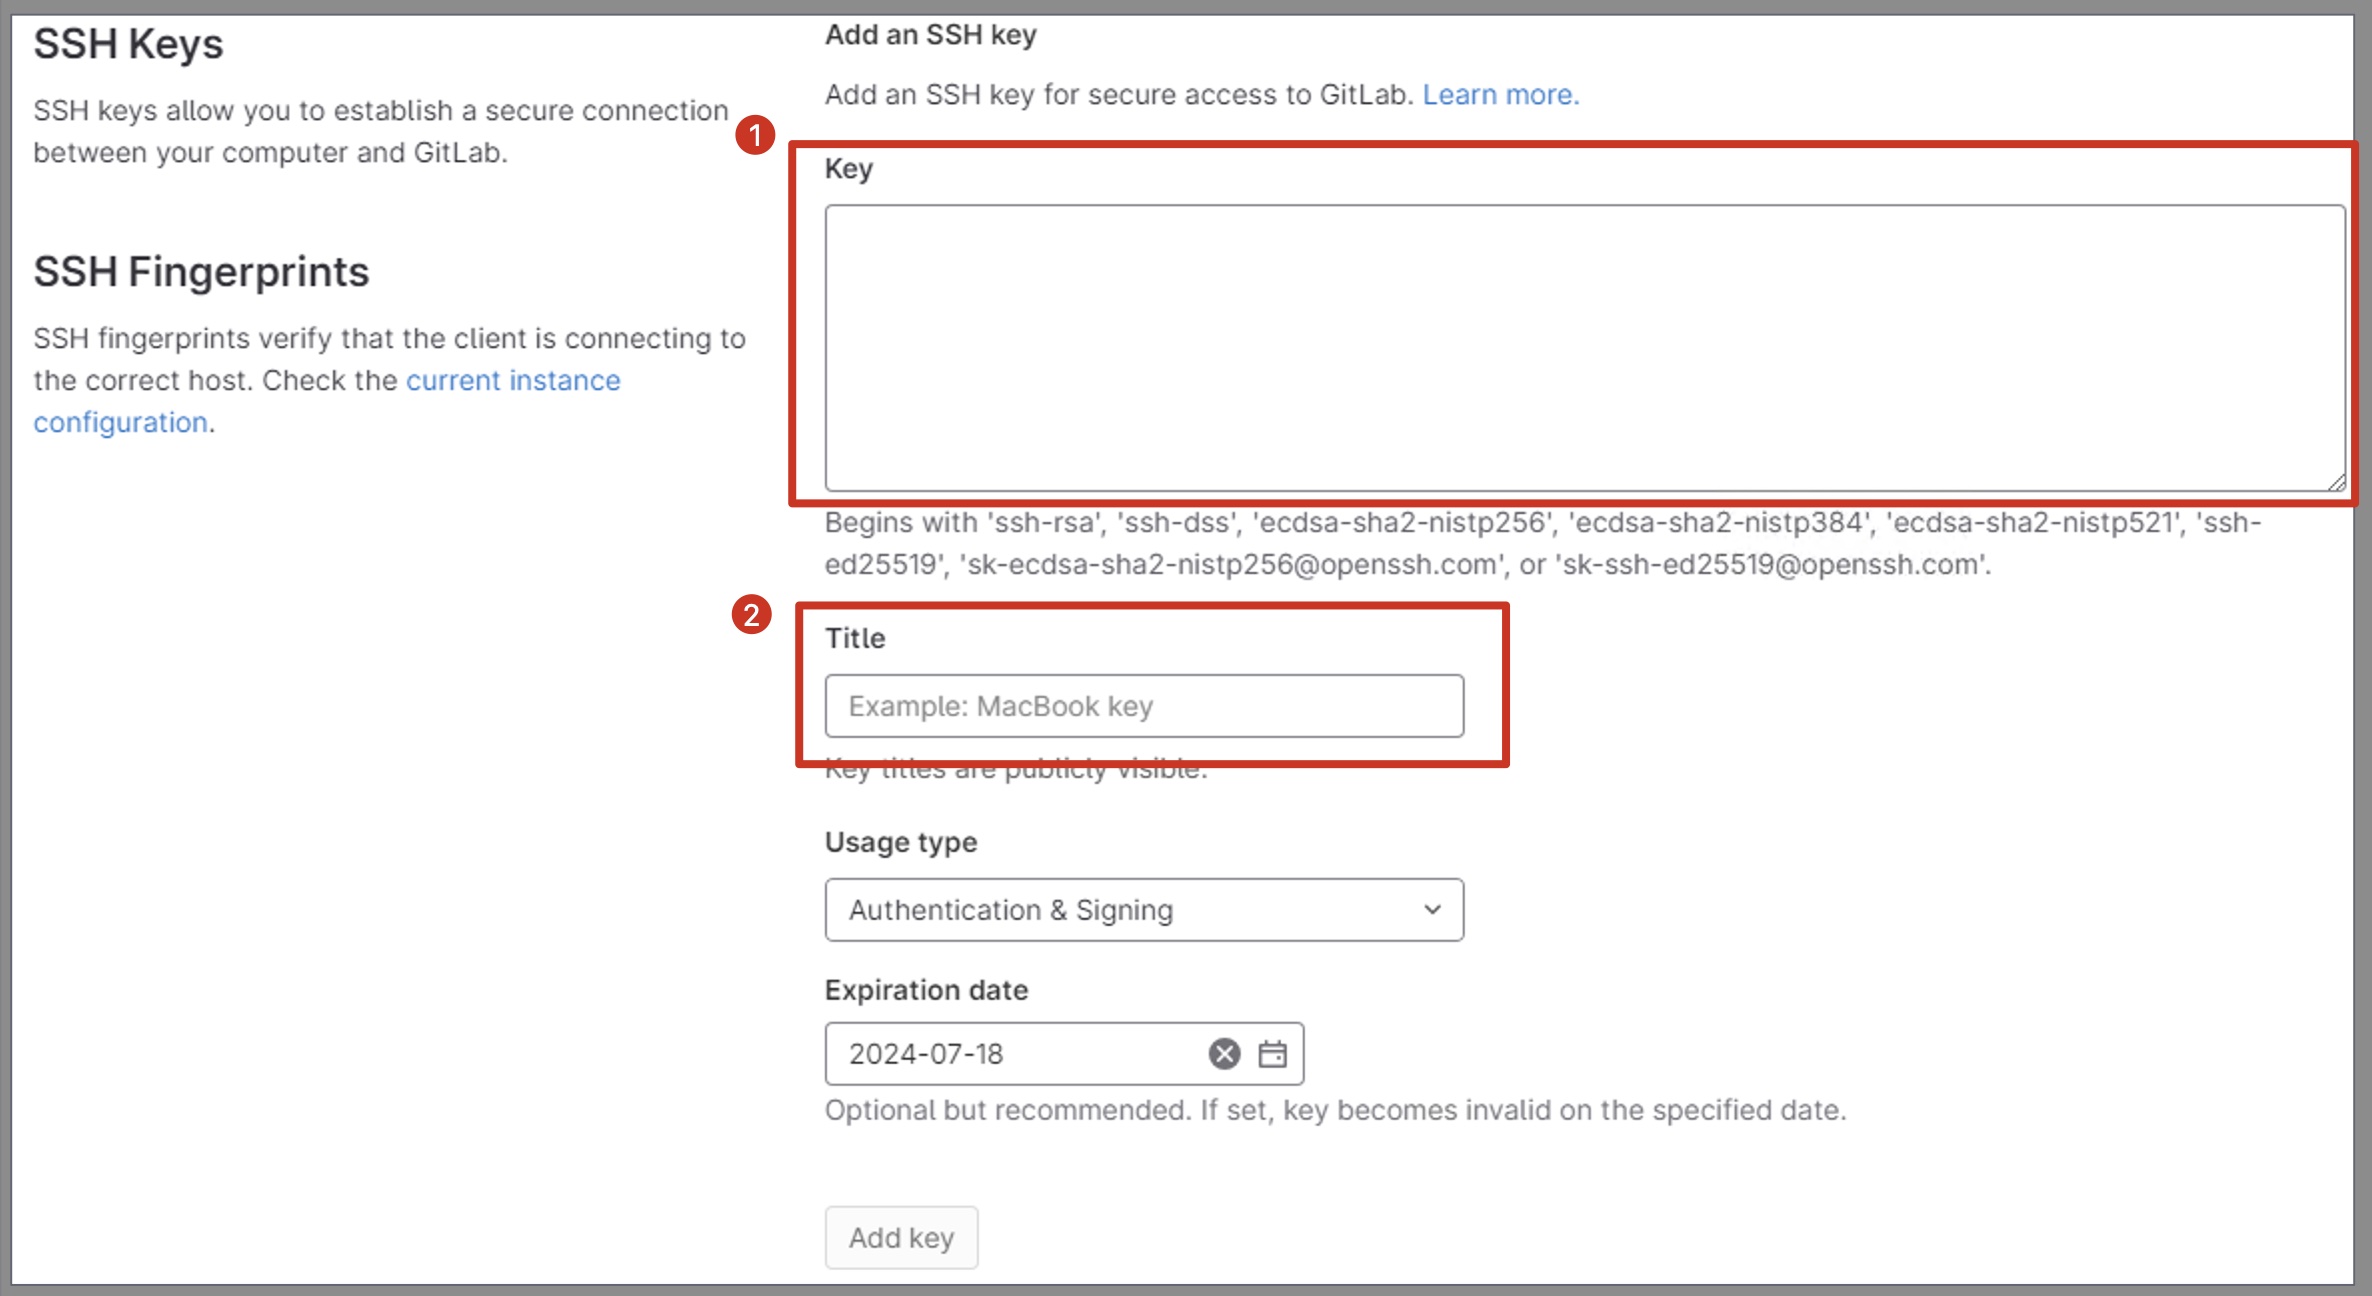 SSH Keys
SSH keys allow you to establish a secure connection
between your computer and GitLab.
SSH Fingerprints
SSH fingerprints verify that the client is connecting to
the correct host. Check the current instance
configuration.
Add an SSH key
Add an SSH key for secure access to GitLab. Learn more.
1
Key
Begins with 'ssh-rsa', 'ssh-dss', 'ecdsa-sha2-nistp256', 'ecdsa-sha2-nistp384', 'ecdsa-sha2-nistp521', 'ssh-
ed25519', 'sk-ecdsa-sha2-nistp256@openssh.com', or 'sk-ssh-ed25519@openssh.com'.
2
Title
Example: MacBook key
Key titles are publicly visible.
Usage type
Authentication & Signing
Expiration date
2024-07-18
Optional but recommended. If set, key becomes invalid on the specified date.
Add key